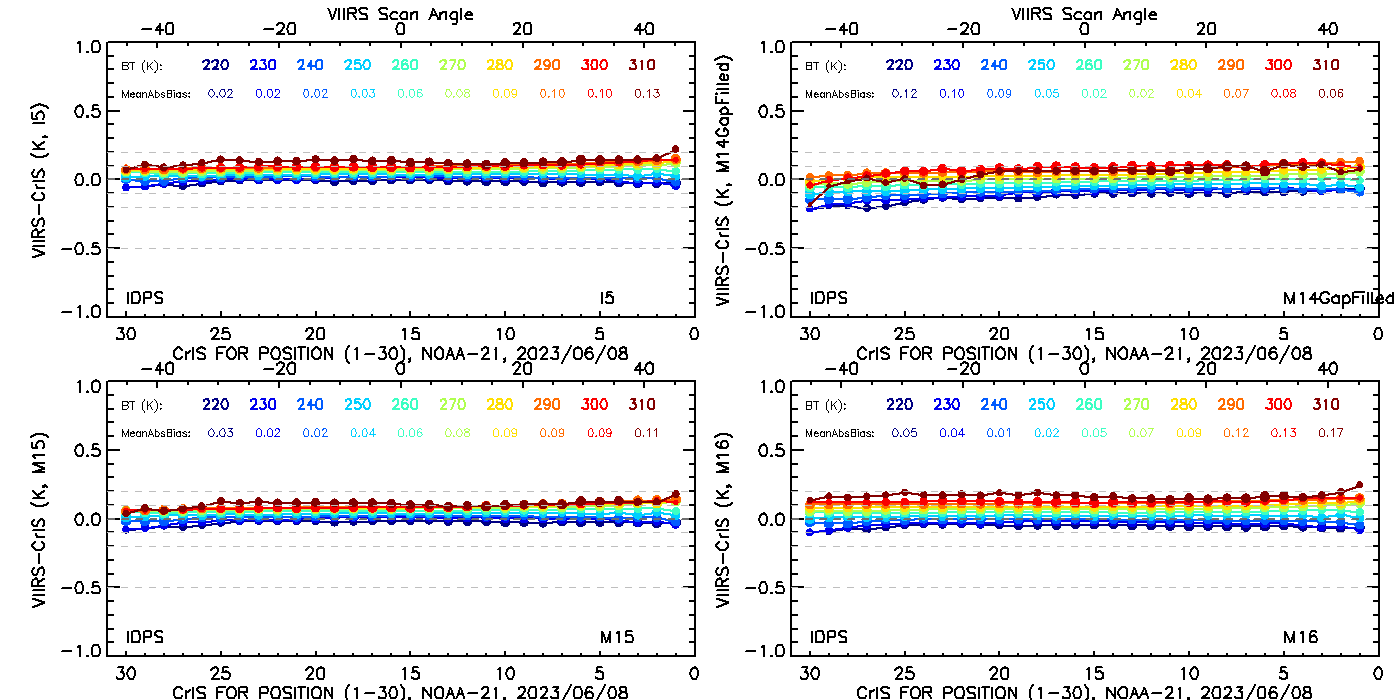 VIIRS Scan Angle
−40 −20 0 20 40
1.0
BT (K): 220 230 240 250 260 270 280 290 300 310
MeanAbsBias: 0.02 0.02 0.02 0.03 0.06 0.08 0.09 0.10 0.10 0.13
0.5
VIIRS−CrIS (K, I5)
0.0
−0.5
IDPS I5
−1.0
30 25 20 15 10 5 0
CrIS FOR POSITION (1−30), NOAA−21, 2023/06/08
VIIRS Scan Angle
−40 −20 0 20 40
1.0
BT (K): 220 230 240 250 260 270 280 290 300 310
MeanAbsBias: 0.12 0.10 0.09 0.05 0.02 0.02 0.04 0.07 0.08 0.06
0.5
VIIRS−CrIS (K, M14GapFilled)
0.0
−0.5
IDPS M14GapFilled
−1.0
30 25 20 15 10 5 0
CrIS FOR POSITION (1−30), NOAA−21, 2023/06/08
−40 −20 0 20 40
1.0
BT (K): 220 230 240 250 260 270 280 290 300 310
MeanAbsBias: 0.03 0.02 0.02 0.04 0.06 0.08 0.09 0.09 0.09 0.11
0.5
VIIRS−CrIS (K, M15)
0.0
−0.5
IDPS M15
−1.0
30 25 20 15 10 5 0
CrIS FOR POSITION (1−30), NOAA−21, 2023/06/08
−40 −20 0 20 40
1.0
BT (K): 220 230 240 250 260 270 280 290 300 310
MeanAbsBias: 0.05 0.04 0.01 0.02 0.05 0.07 0.09 0.12 0.13 0.17
0.5
VIIRS−CrIS (K, M16)
0.0
−0.5
IDPS M16
−1.0
30 25 20 15 10 5 0
CrIS FOR POSITION (1−30), NOAA−21, 2023/06/08